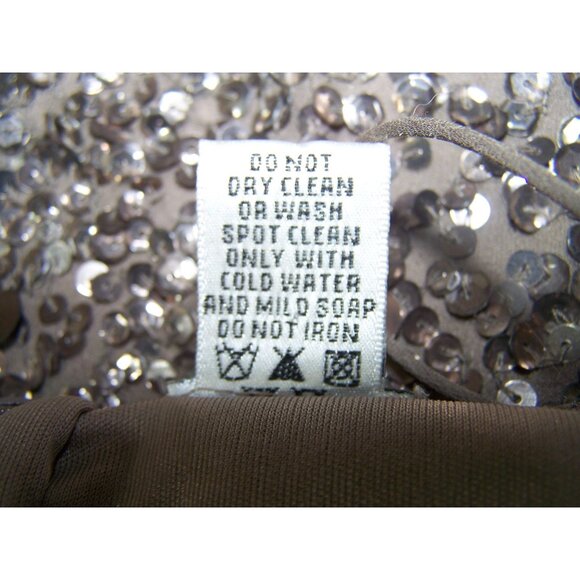 DO NOT
DRY CLEAN
OR WASH
SPOT CLEAN
ONLY WITH
COLD WATER
AND MILD SOAP
DO NOT IRON